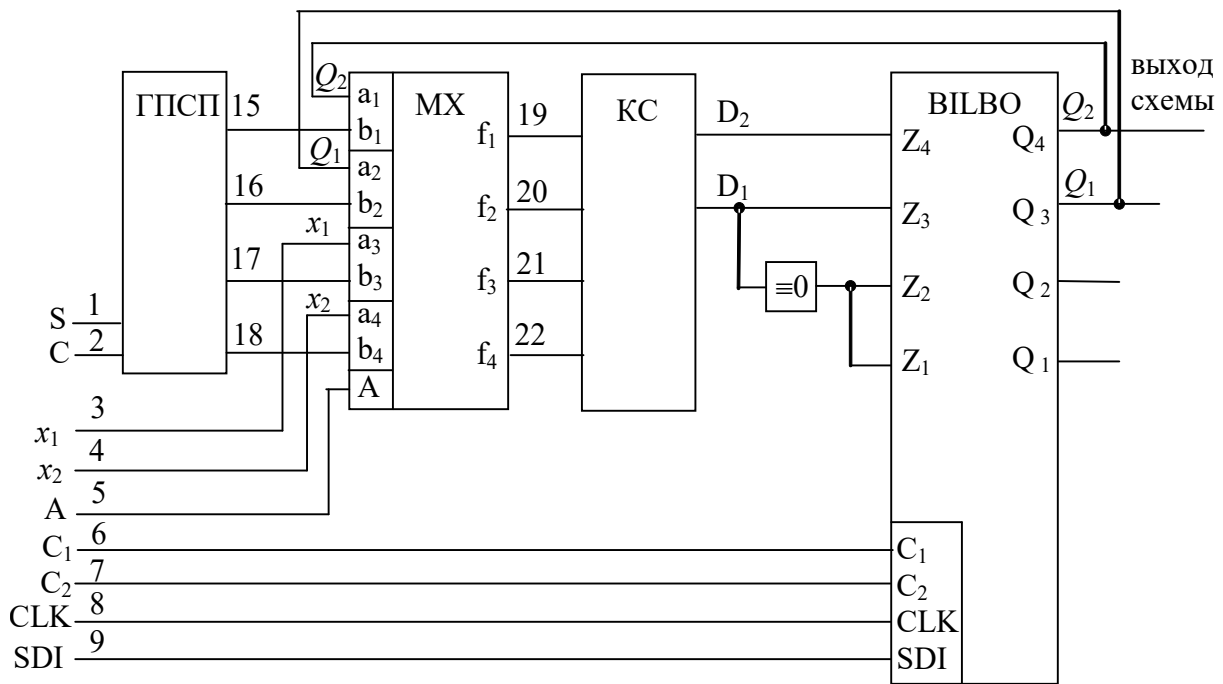 ГПСП
S 1
C 2
15
16
17
18
Q₂
Q₁
x₁
x₂
a₁
b₁
a₂
b₂
a₃
b₃
a₄
b₄
A
MX
f₁
f₂
f₃
f₄
19
20
21
22
КС
D₂
D₁
≡0
BILBO
Z₄
Z₃
Z₂
Z₁
Q₄
Q₃
Q₂
Q₁
C₁
C₂
CLK
SDI
Q₂
Q₁
выход
схемы
x₁ 3
x₂ 4
A 5
C₁ 6
C₂ 7
CLK 8
SDI 9